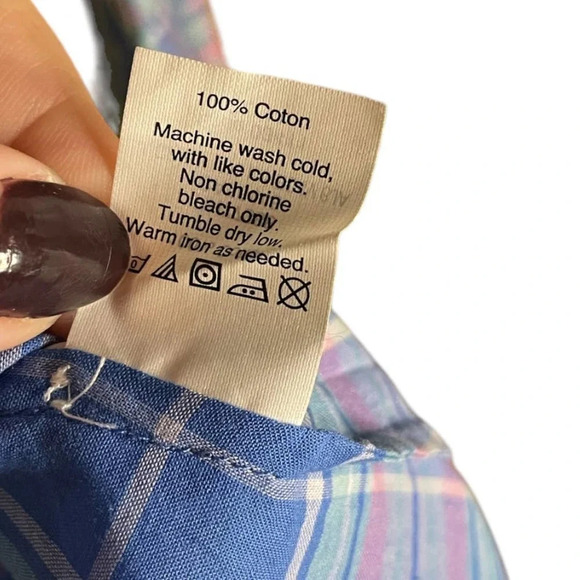 100% Coton
Machine wash cold,
with like colors.
Non chlorine
bleach only.
Tumble dry low.
Warm iron as needed.